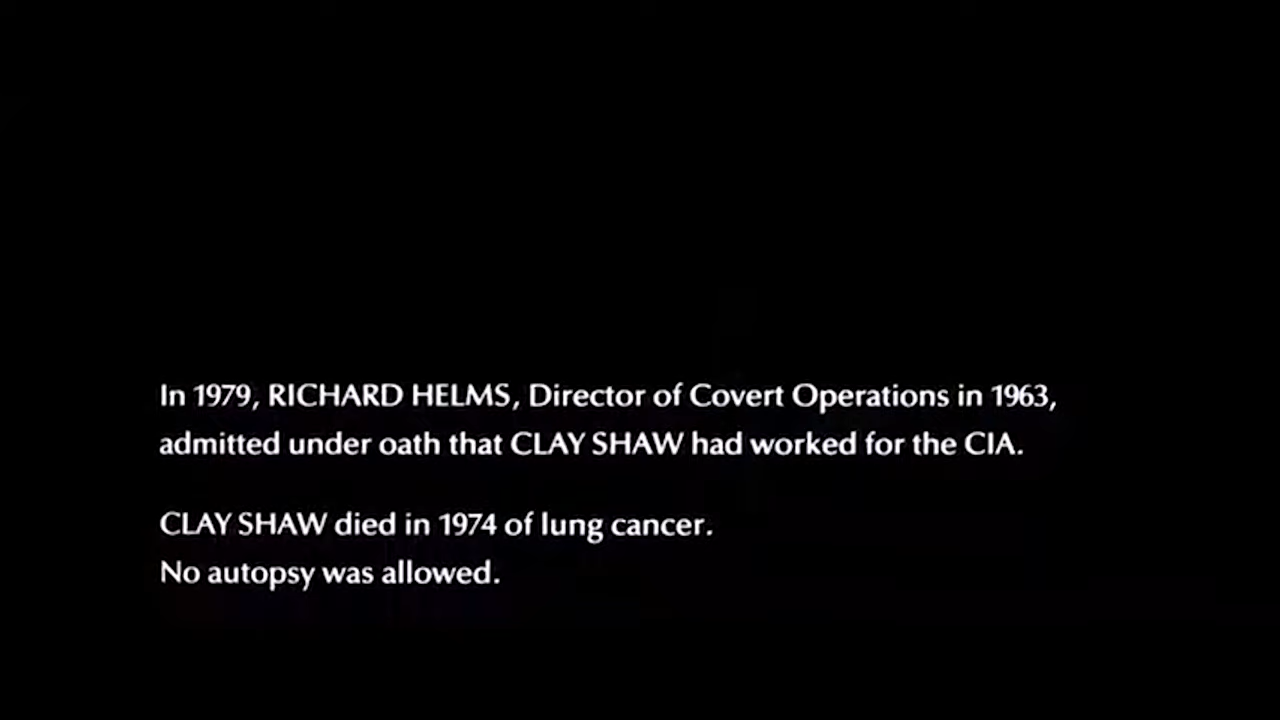 In 1979, RICHARD HELMS, Director of Covert Operations in 1963,
admitted under oath that CLAY SHAW had worked for the CIA.
CLAY SHAW died in 1974 of lung cancer.
No autopsy was allowed.